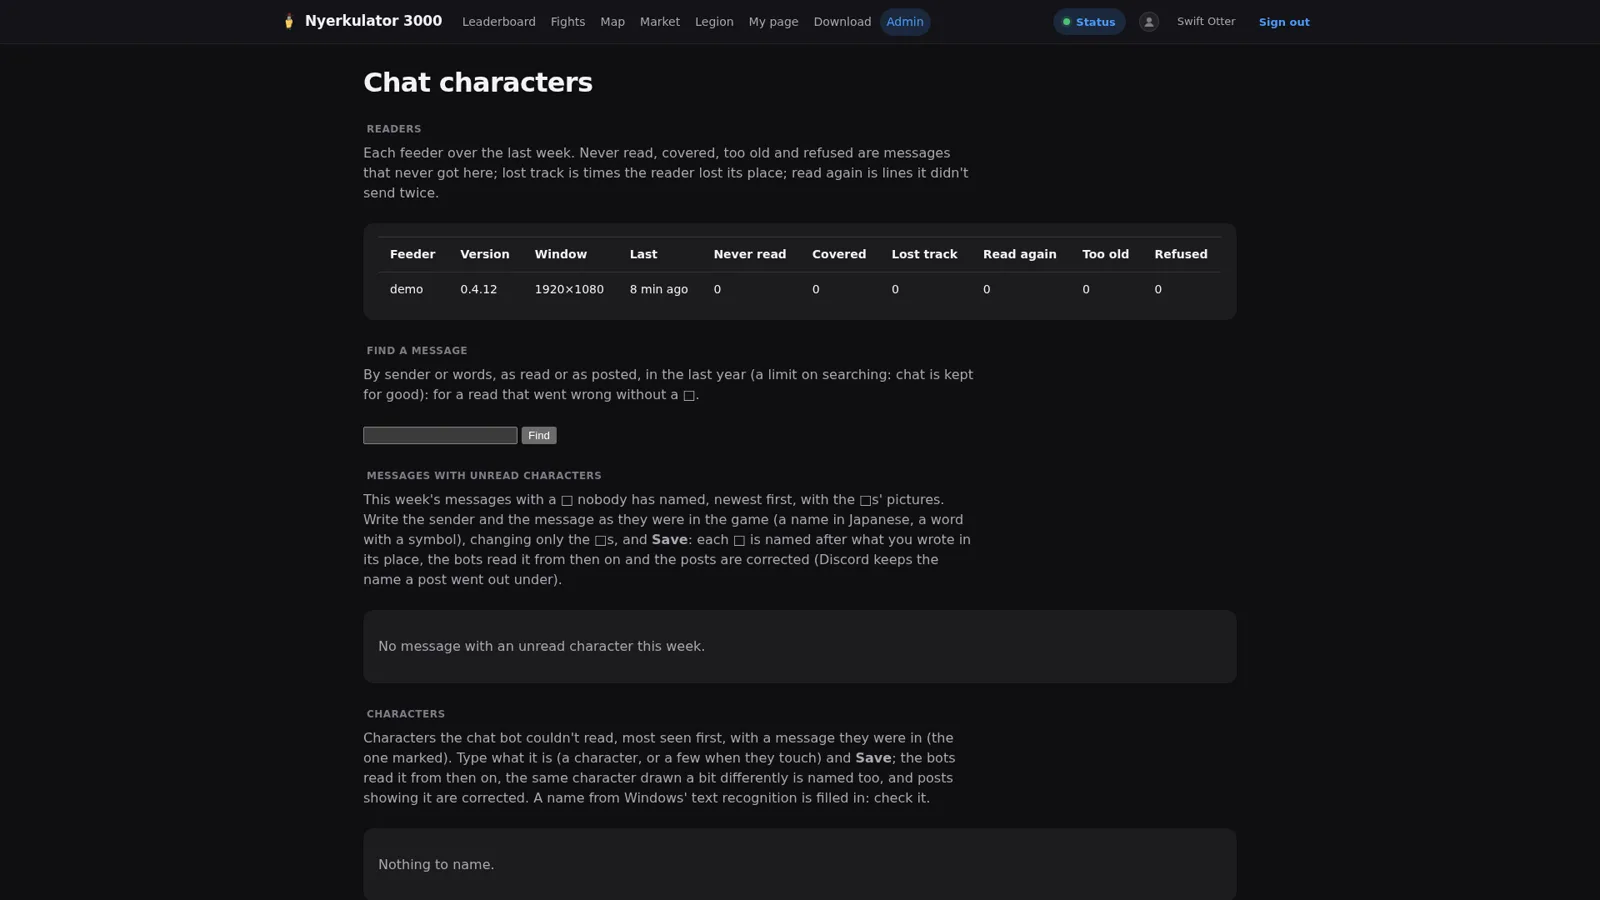 Nyerkulator 3000 Leaderboard Fights Map Market Legion My page Download Admin Status Swift Otter Sign out
Chat characters
READERS
Each feeder over the last week. Never read, covered, too old and refused are messages
that never got here; lost track is times the reader lost its place; read again is lines it didn't
send twice.
Feeder Version Window Last Never read Covered Lost track Read again Too old Refused
demo 0.4.12 1920×1080 8 min ago 0 0 0 0 0 0
FIND A MESSAGE
By sender or words, as read or as posted, in the last year (a limit on searching: chat is kept
for good): for a read that went wrong without a □.
Find
MESSAGES WITH UNREAD CHARACTERS
This week's messages with a □ nobody has named, newest first, with the □s' pictures.
Write the sender and the message as they were in the game (a name in Japanese, a word
with a symbol), changing only the □s, and Save: each □ is named after what you wrote in
its place, the bots read it from then on and the posts are corrected (Discord keeps the
name a post went out under).
No message with an unread character this week.
CHARACTERS
Characters the chat bot couldn't read, most seen first, with a message they were in (the
one marked). Type what it is (a character, or a few when they touch) and Save; the bots
read it from then on, the same character drawn a bit differently is named too, and posts
showing it are corrected. A name from Windows' text recognition is filled in: check it.
Nothing to name.